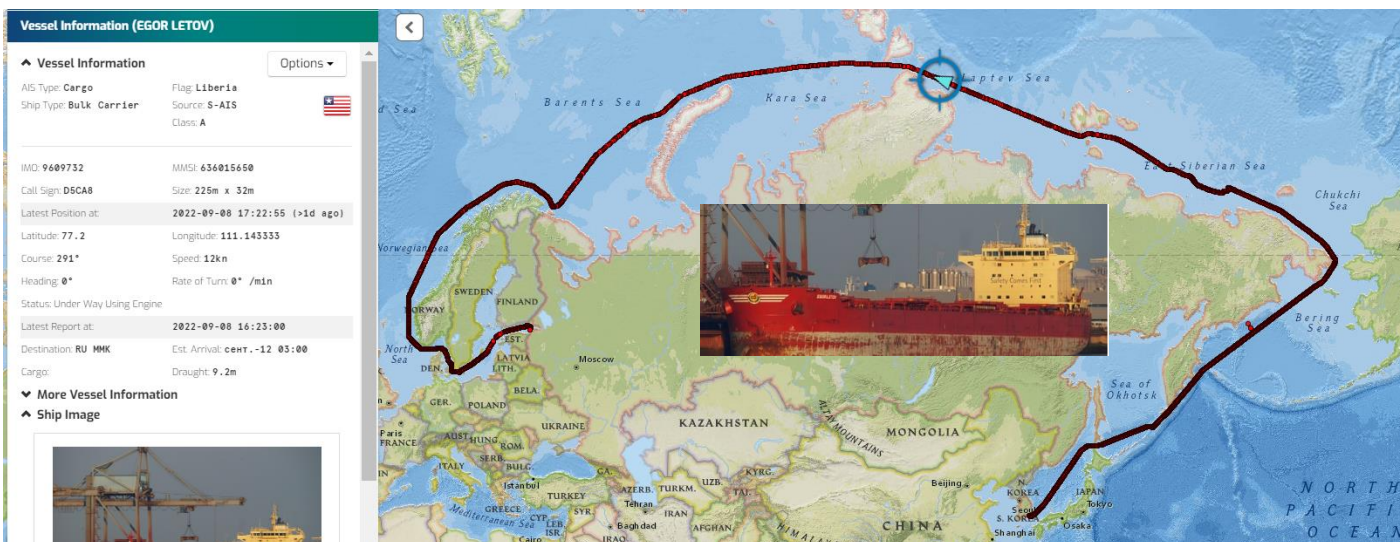 Vessel Information (EGOR LETOV)
Vessel Information
Options
AIS Type: Cargo
Flag: Liberia
Ship Type: Bulk Carrier
Source: S-AIS
Class: A
IMO: 9609732
MMSI: 636015650
Call Sign: D5CA8
Size: 225m x 32m
Latest Position at:
2022-09-08 17:22:55 (>1d ago)
Latitude: 77.2
Longitude: 111.143333
Course: 291°
Speed: 12kn
Heading: 0°
Rate of Turn: 0° /min
Status: Under Way Using Engine
Latest Report at:
2022-09-08 16:23:00
Destination: RU MMK
Est. Arrival: сент.-12 03:00
Cargo:
Draught: 9.2m
More Vessel Information
Ship Image
Barents Sea
Kara Sea
Laptev Sea
East Siberian Sea
Chukchi
Sea
Norwegian Sea
SWEDEN
FINLAND
NORWAY
Bering
Sea
Safety Comes First
North
Sea
DEN.
EST.
LATVIA
LITH.
Moscow
BELA.
Sea of
Okhotsk
GER.
POLAND
Paris
FRANCE
UKRAINE
KAZAKHSTAN
ALTAY MOUNTAINS
MONGOLIA
AUST.
HUNG.
ROM.
SERB.
BULG.
ITALY
Istanbul
GA.
KYRG.
Beijing
N.
KOREA
JAPAN
TURKEY
AZERB.
TURKM.
UZB.
TAJ.
Seoul
S. KOREA
Tokyo
Osaka
NORTH
PACIFIC
OCEAN
GREECE
Mediterranean Sea
CYP.
SYR.
LEB.
ISR.
Tehran
IRAN
Baghdad
IRAQ
AFGHAN.
HIMALA
CHINA
Shanghai
Cairo